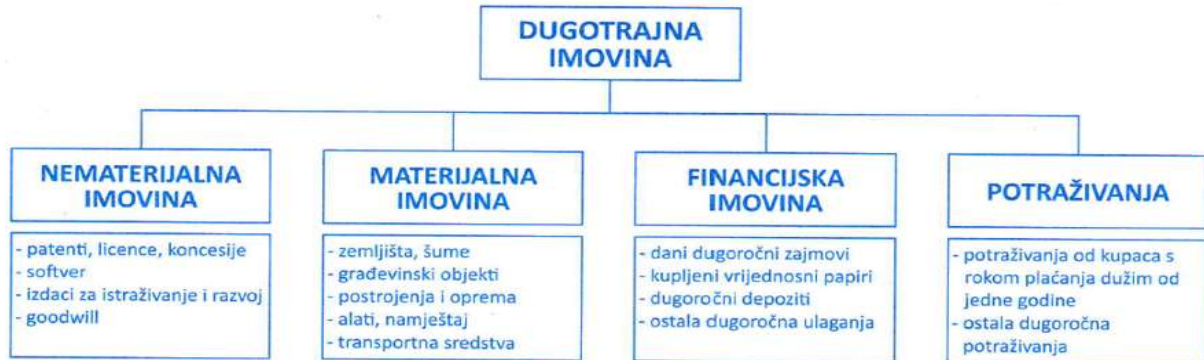 DUGOTRAJNA
IMOVINA
NEMATERIJALNA
IMOVINA
- patenti, licence, koncesije
- softver
- izdaci za istraživanje i razvoj
- goodwill
MATERIJALNA
IMOVINA
- zemljišta, šume
- građevinski objekti
- postrojenja i oprema
- alati, namještaj
- transportna sredstva
FINANCIJSKA
IMOVINA
- dani dugoročni zajmovi
- kupljeni vrijednosni papiri
- dugoročni depoziti
- ostala dugoročna ulaganja
POTRAŽIVANJA
- potraživanja od kupaca s
rokom plaćanja dužim od
jedne godine
- ostala dugoročna
potraživanja